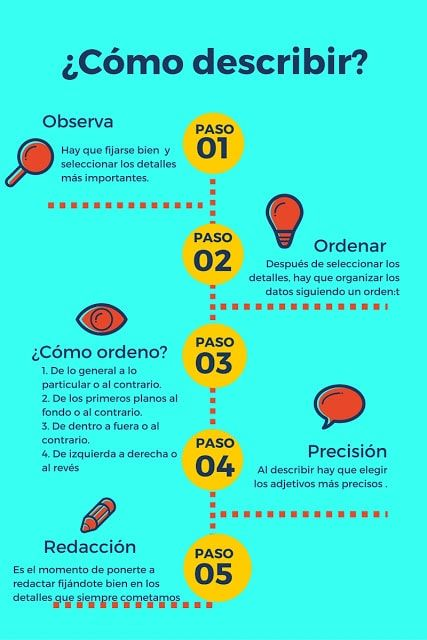 ¿Cómo describir?
Observa
Hay que fijarse bien y
seleccionar los detalles
más importantes.
PASO
01
PASO
02
Ordenar
Después de seleccionar los
detalles, hay que organizar los
datos siguiendo un orden:t
¿Cómo ordeno?
1. De lo general a lo
particular o al contrario.
2. De los primeros planos al
fondo o al contrario.
3. De dentro a fuera o al
contrario.
4. De izquierda a derecha o
al revés
PASO
03
PASO
04
Precisión
Al describir hay que elegir
los adjetivos más precisos .
Redacción
Es el momento de ponerte a
redactar fijándote bien en los
detalles que siempre cometamos
PASO
05